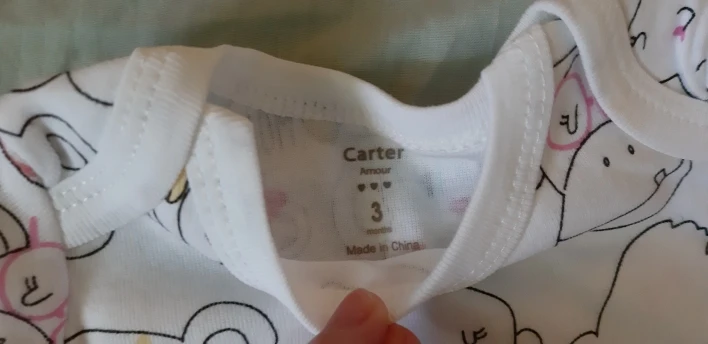 Carter
Amour
3
months
Made in China